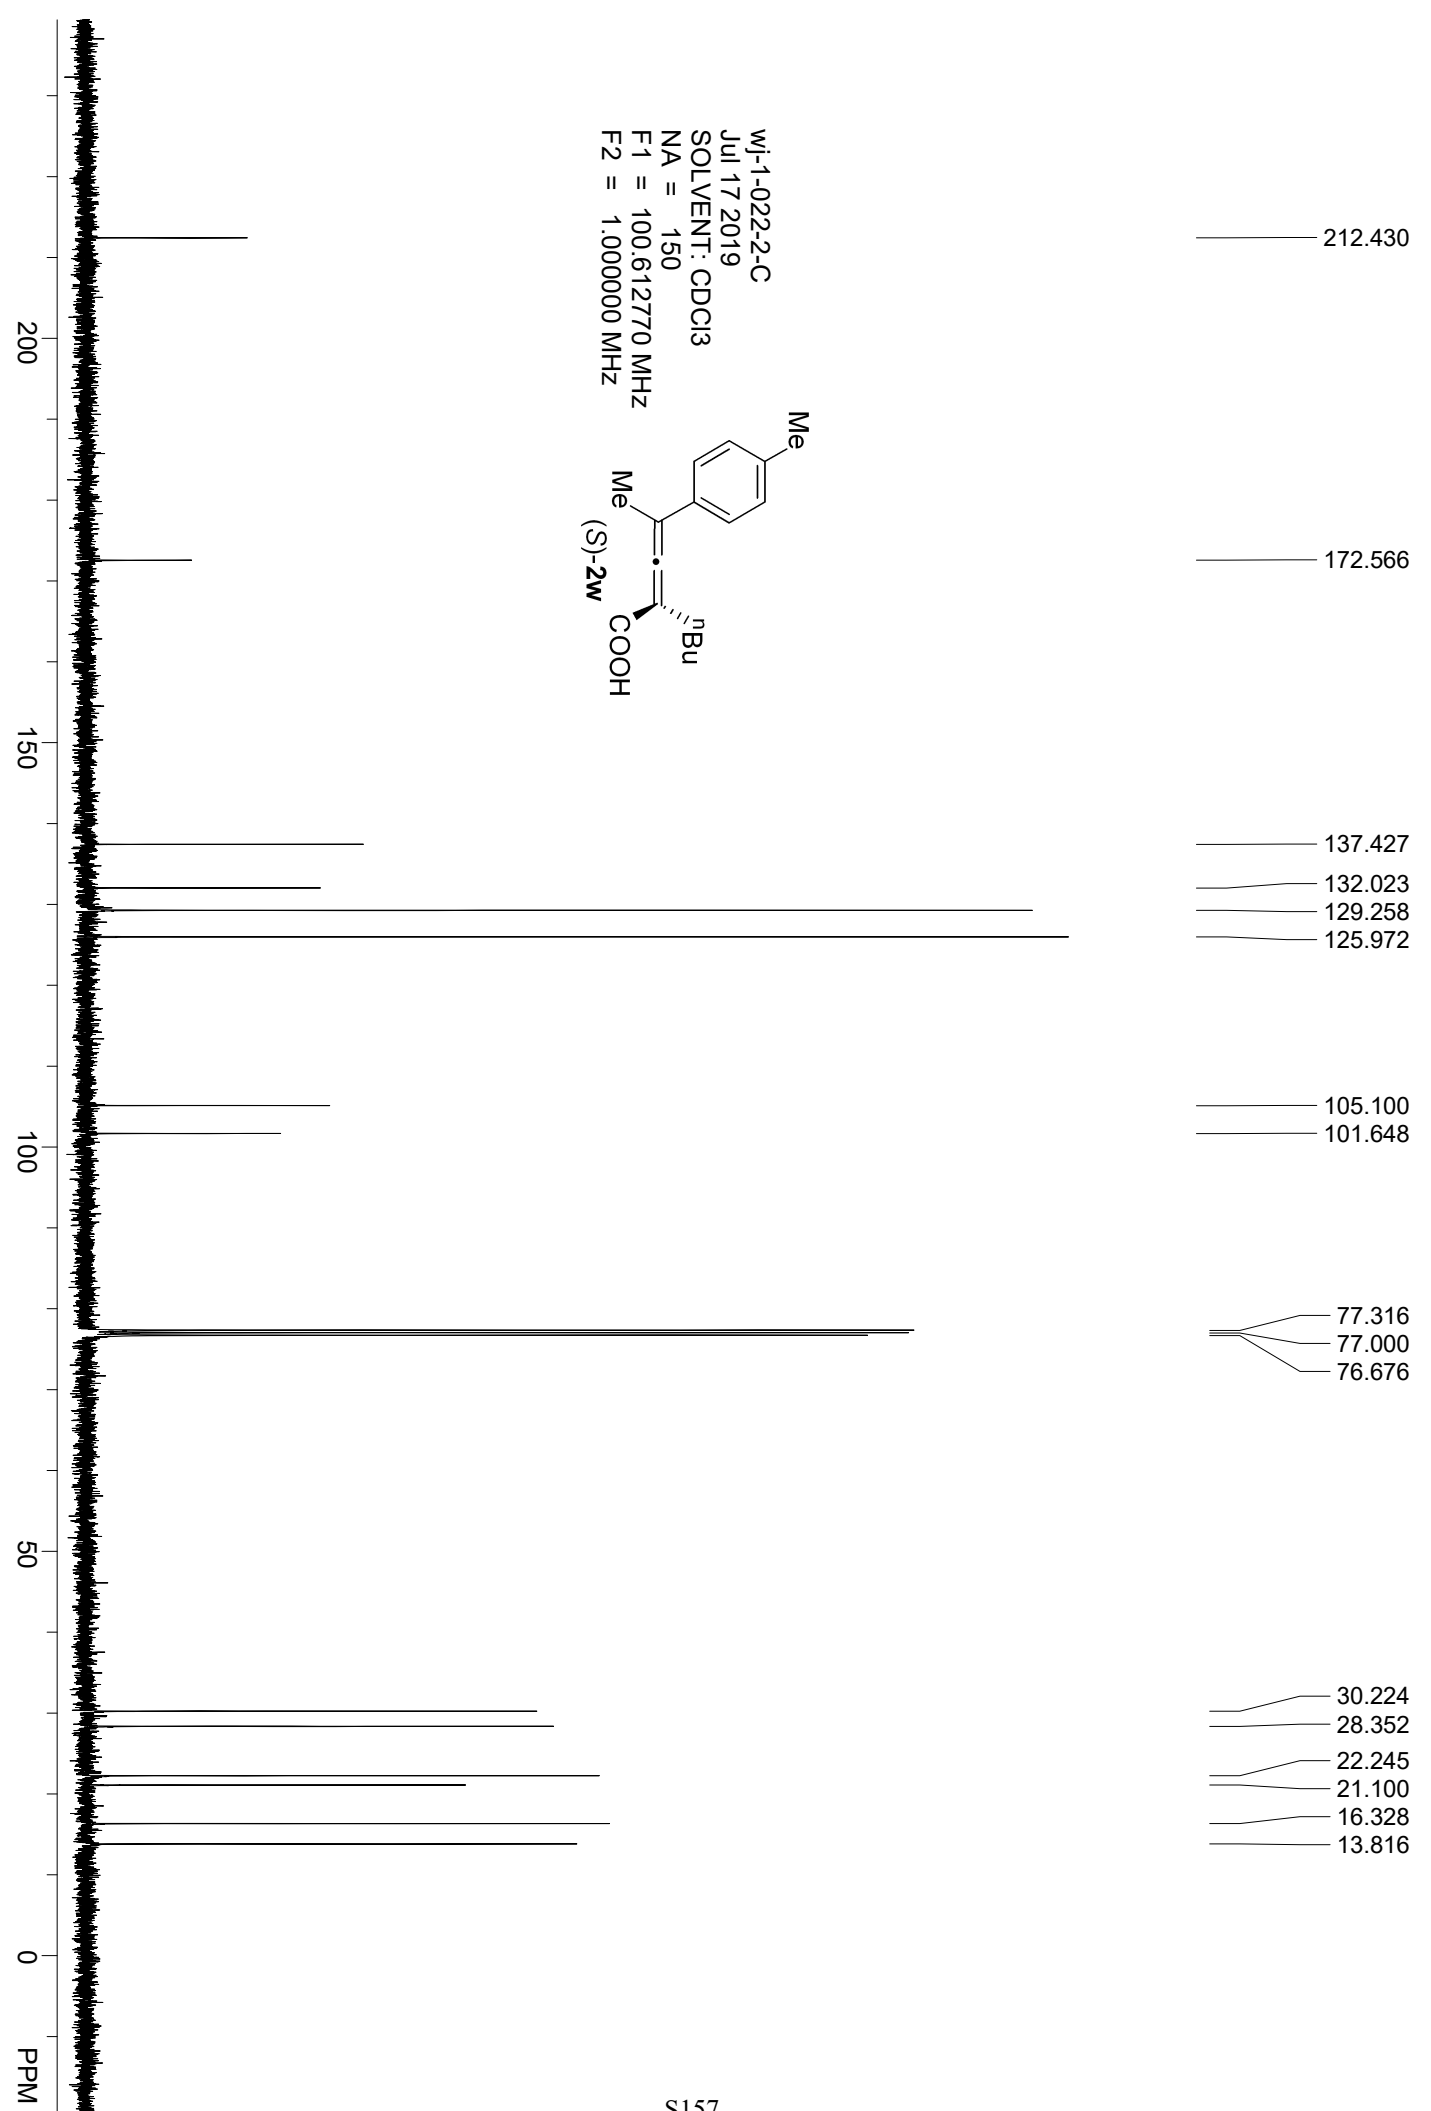 wj-1-022-2-C
Jul 17 2019
SOLVENT: CDCl3
NA = 150
F1 = 100.612770 MHz
F2 = 1.000000 MHz
Me
Me
nBu
COOH
(S)-2w
212.430
172.566
137.427
132.023
129.258
125.972
105.100
101.648
77.316
77.000
76.676
30.224
28.352
22.245
21.100
16.328
13.816
200
150
100
50
0
PPM
S157